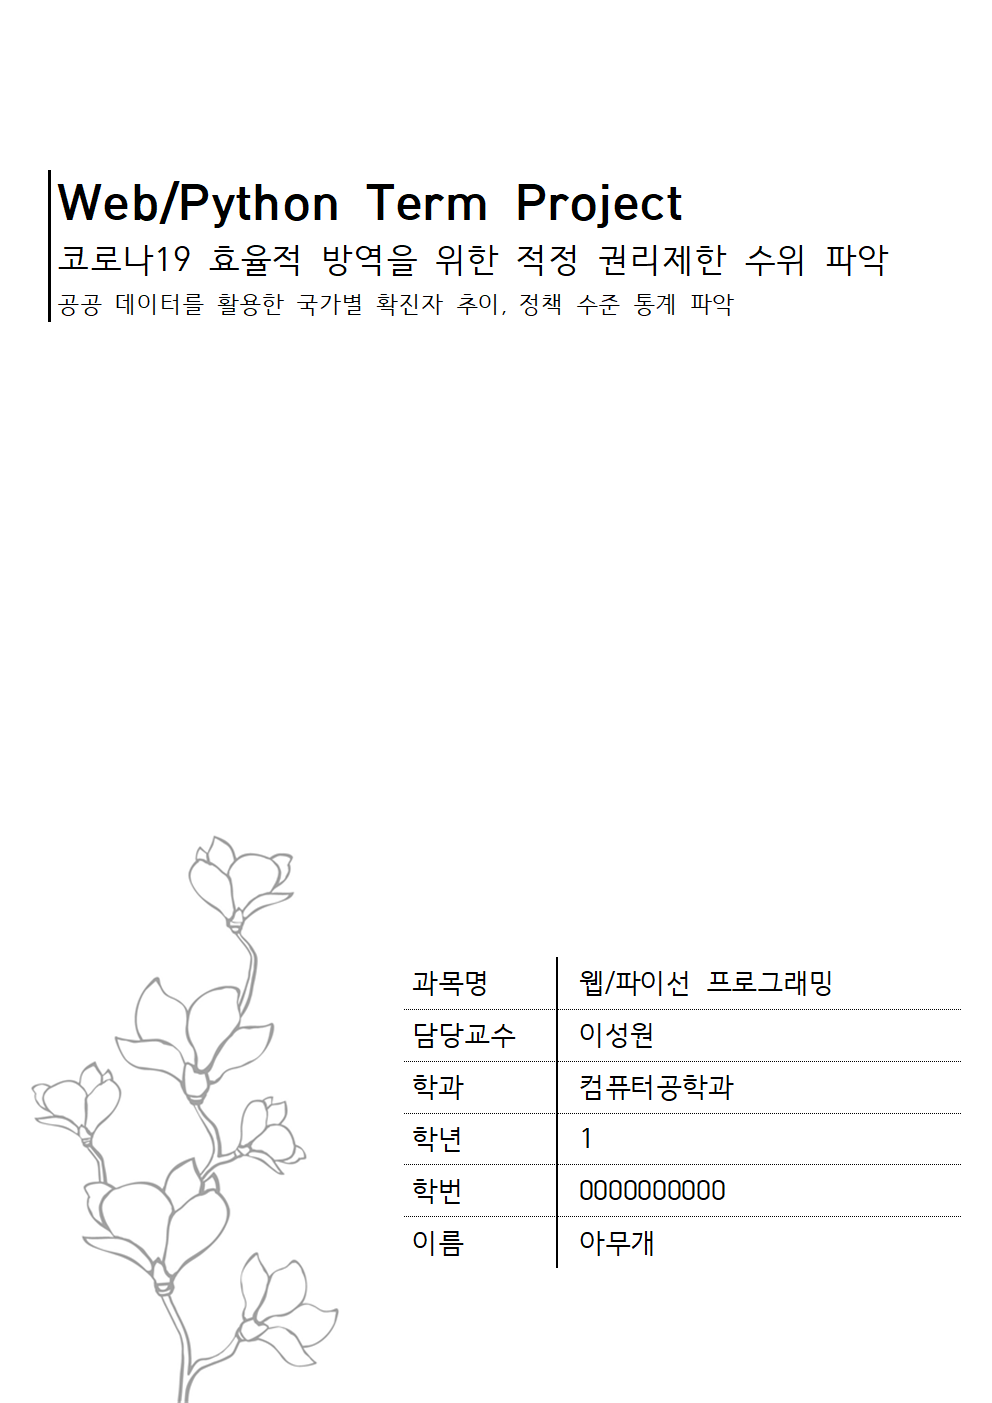 Web/Python Term Project
코로나19 효율적 방역을 위한 적정 권리제한 수위 파악
공공 데이터를 활용한 국가별 확진자 추이, 정책 수준 통계 파악
과목명 웹/파이선 프로그래밍
담당교수 이성원
학과 컴퓨터공학과
학년 1
학번 0000000000
이름 아무개